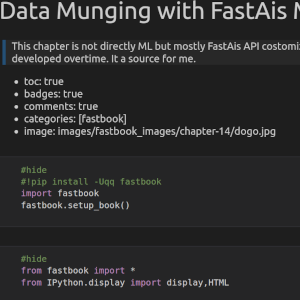 Data Munging with FastAis
This chapter is not directly ML but mostly FastAis API costomi
developed overtime. It a source for me.
toc: true
badges: true
comments: true
categories: [fastbook]
image: images/fastbook_images/chapter-14/dogo.jpg
#hide
#!pip install -Uqq fastbook
import fastbook
fastbook.setup_book()
#hide
from fastbook import *
from IPython.display import display,HTML